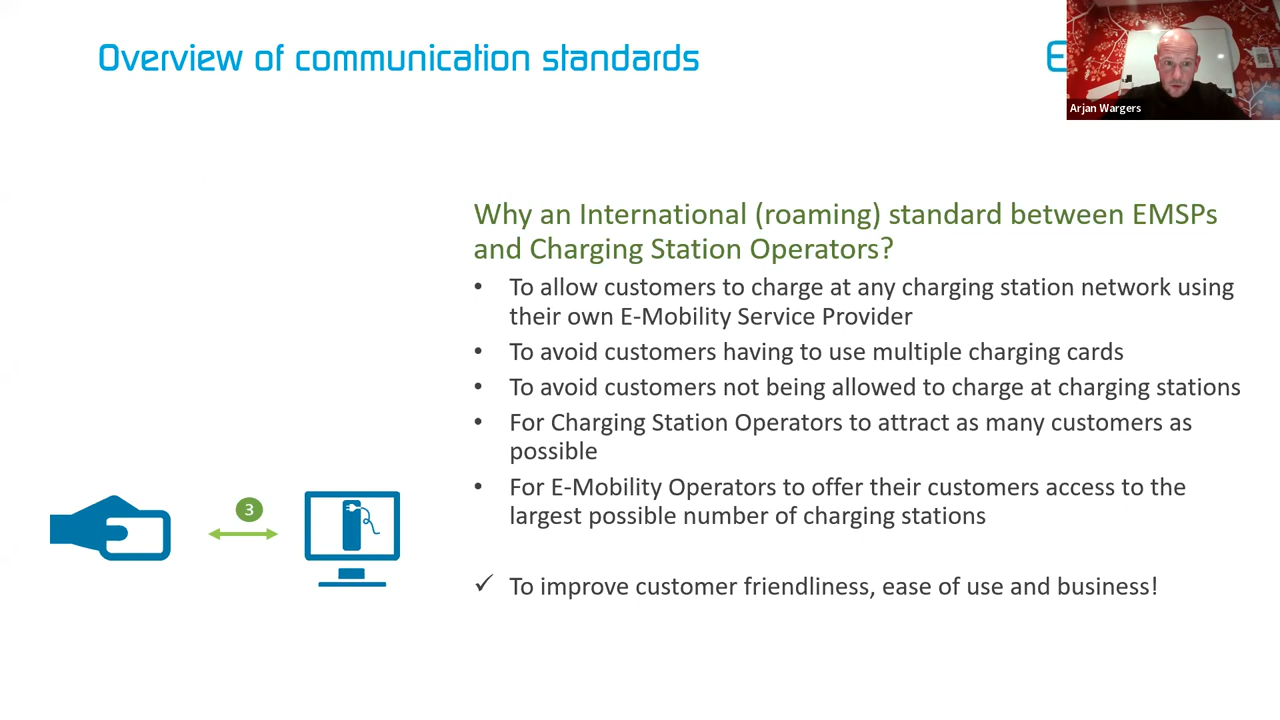 Overview of communication standards
E
Arjan Wargers
Why an International (roaming) standard between EMSPs
and Charging Station Operators?
• To allow customers to charge at any charging station network using
their own E-Mobility Service Provider
• To avoid customers having to use multiple charging cards
• To avoid customers not being allowed to charge at charging stations
• For Charging Station Operators to attract as many customers as
possible
• For E-Mobility Operators to offer their customers access to the
largest possible number of charging stations
3
✓ To improve customer friendliness, ease of use and business!